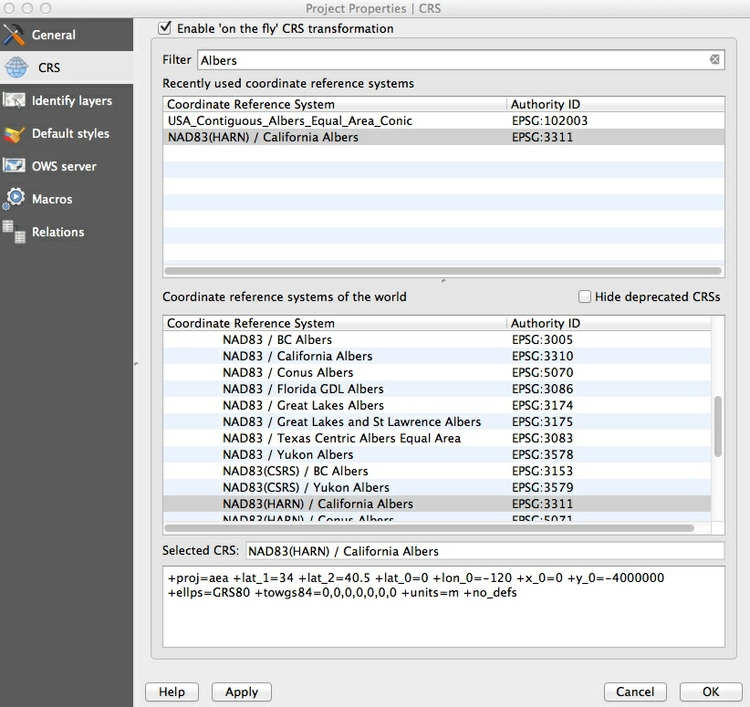 Project Properties | CRS
General
CRS
Identify layers
Default styles
OWS server
Macros
Relations
Enable 'on the fly' CRS transformation
Filter Albers
Recently used coordinate reference systems
Coordinate Reference System Authority ID
USA_Contiguous_Albers_Equal_Area_Conic EPSG:102003
NAD83(HARN) / California Albers EPSG:3311
Coordinate reference systems of the world Hide deprecated CRSs
Coordinate Reference System Authority ID
NAD83 / BC Albers EPSG:3005
NAD83 / California Albers EPSG:3310
NAD83 / Conus Albers EPSG:5070
NAD83 / Florida GDL Albers EPSG:3086
NAD83 / Great Lakes Albers EPSG:3174
NAD83 / Great Lakes and St Lawrence Albers EPSG:3175
NAD83 / Texas Centric Albers Equal Area EPSG:3083
NAD83 / Yukon Albers EPSG:3578
NAD83(CSRS) / BC Albers EPSG:3153
NAD83(CSRS) / Yukon Albers EPSG:3579
NAD83(HARN) / California Albers EPSG:3311
NAD83(HARN) / Conus Albers EPSG:5071
Selected CRS: NAD83(HARN) / California Albers
+proj=aea +lat_1=34 +lat_2=40.5 +lat_0=0 +lon_0=-120 +x_0=0 +y_0=-4000000
+ellps=GRS80 +towgs84=0,0,0,0,0,0,0 +units=m +no_defs
Help Apply Cancel OK